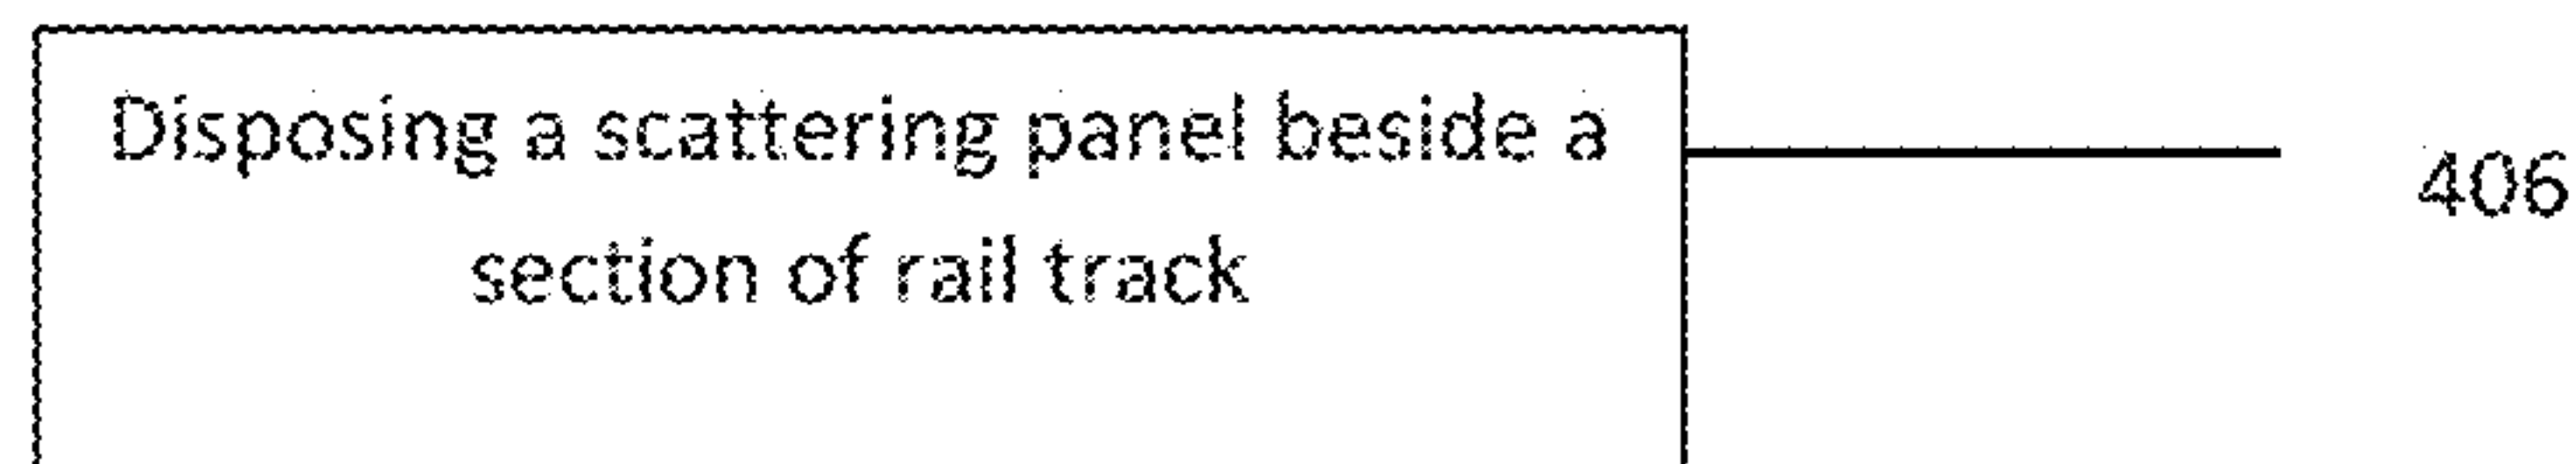 Disposing a scattering panel beside a
section of rail track
406